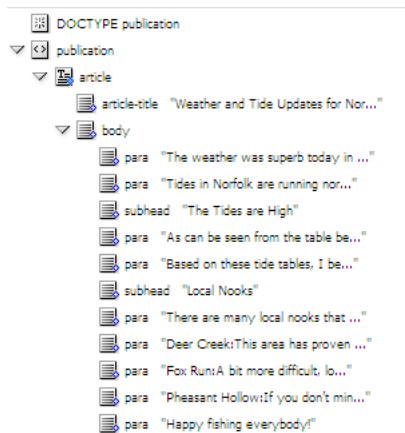 DOCTYPE publication
publication
article
article-title "Weather and Tide Updates for Nor..."
body
para "The weather was superb today in ..."
para "Tides in Norfolk are running nor..."
subhead "The Tides are High"
para "As can be seen from the table be..."
para "Based on these tide tables, I be..."
subhead "Local Nooks"
para "There are many local nooks that ..."
para "Deer Creek:This area has proven ..."
para "Fox Run:A bit more difficult, lo..."
para "Pheasant Hollow:If you don't min..."
para "Happy fishing everybody!"